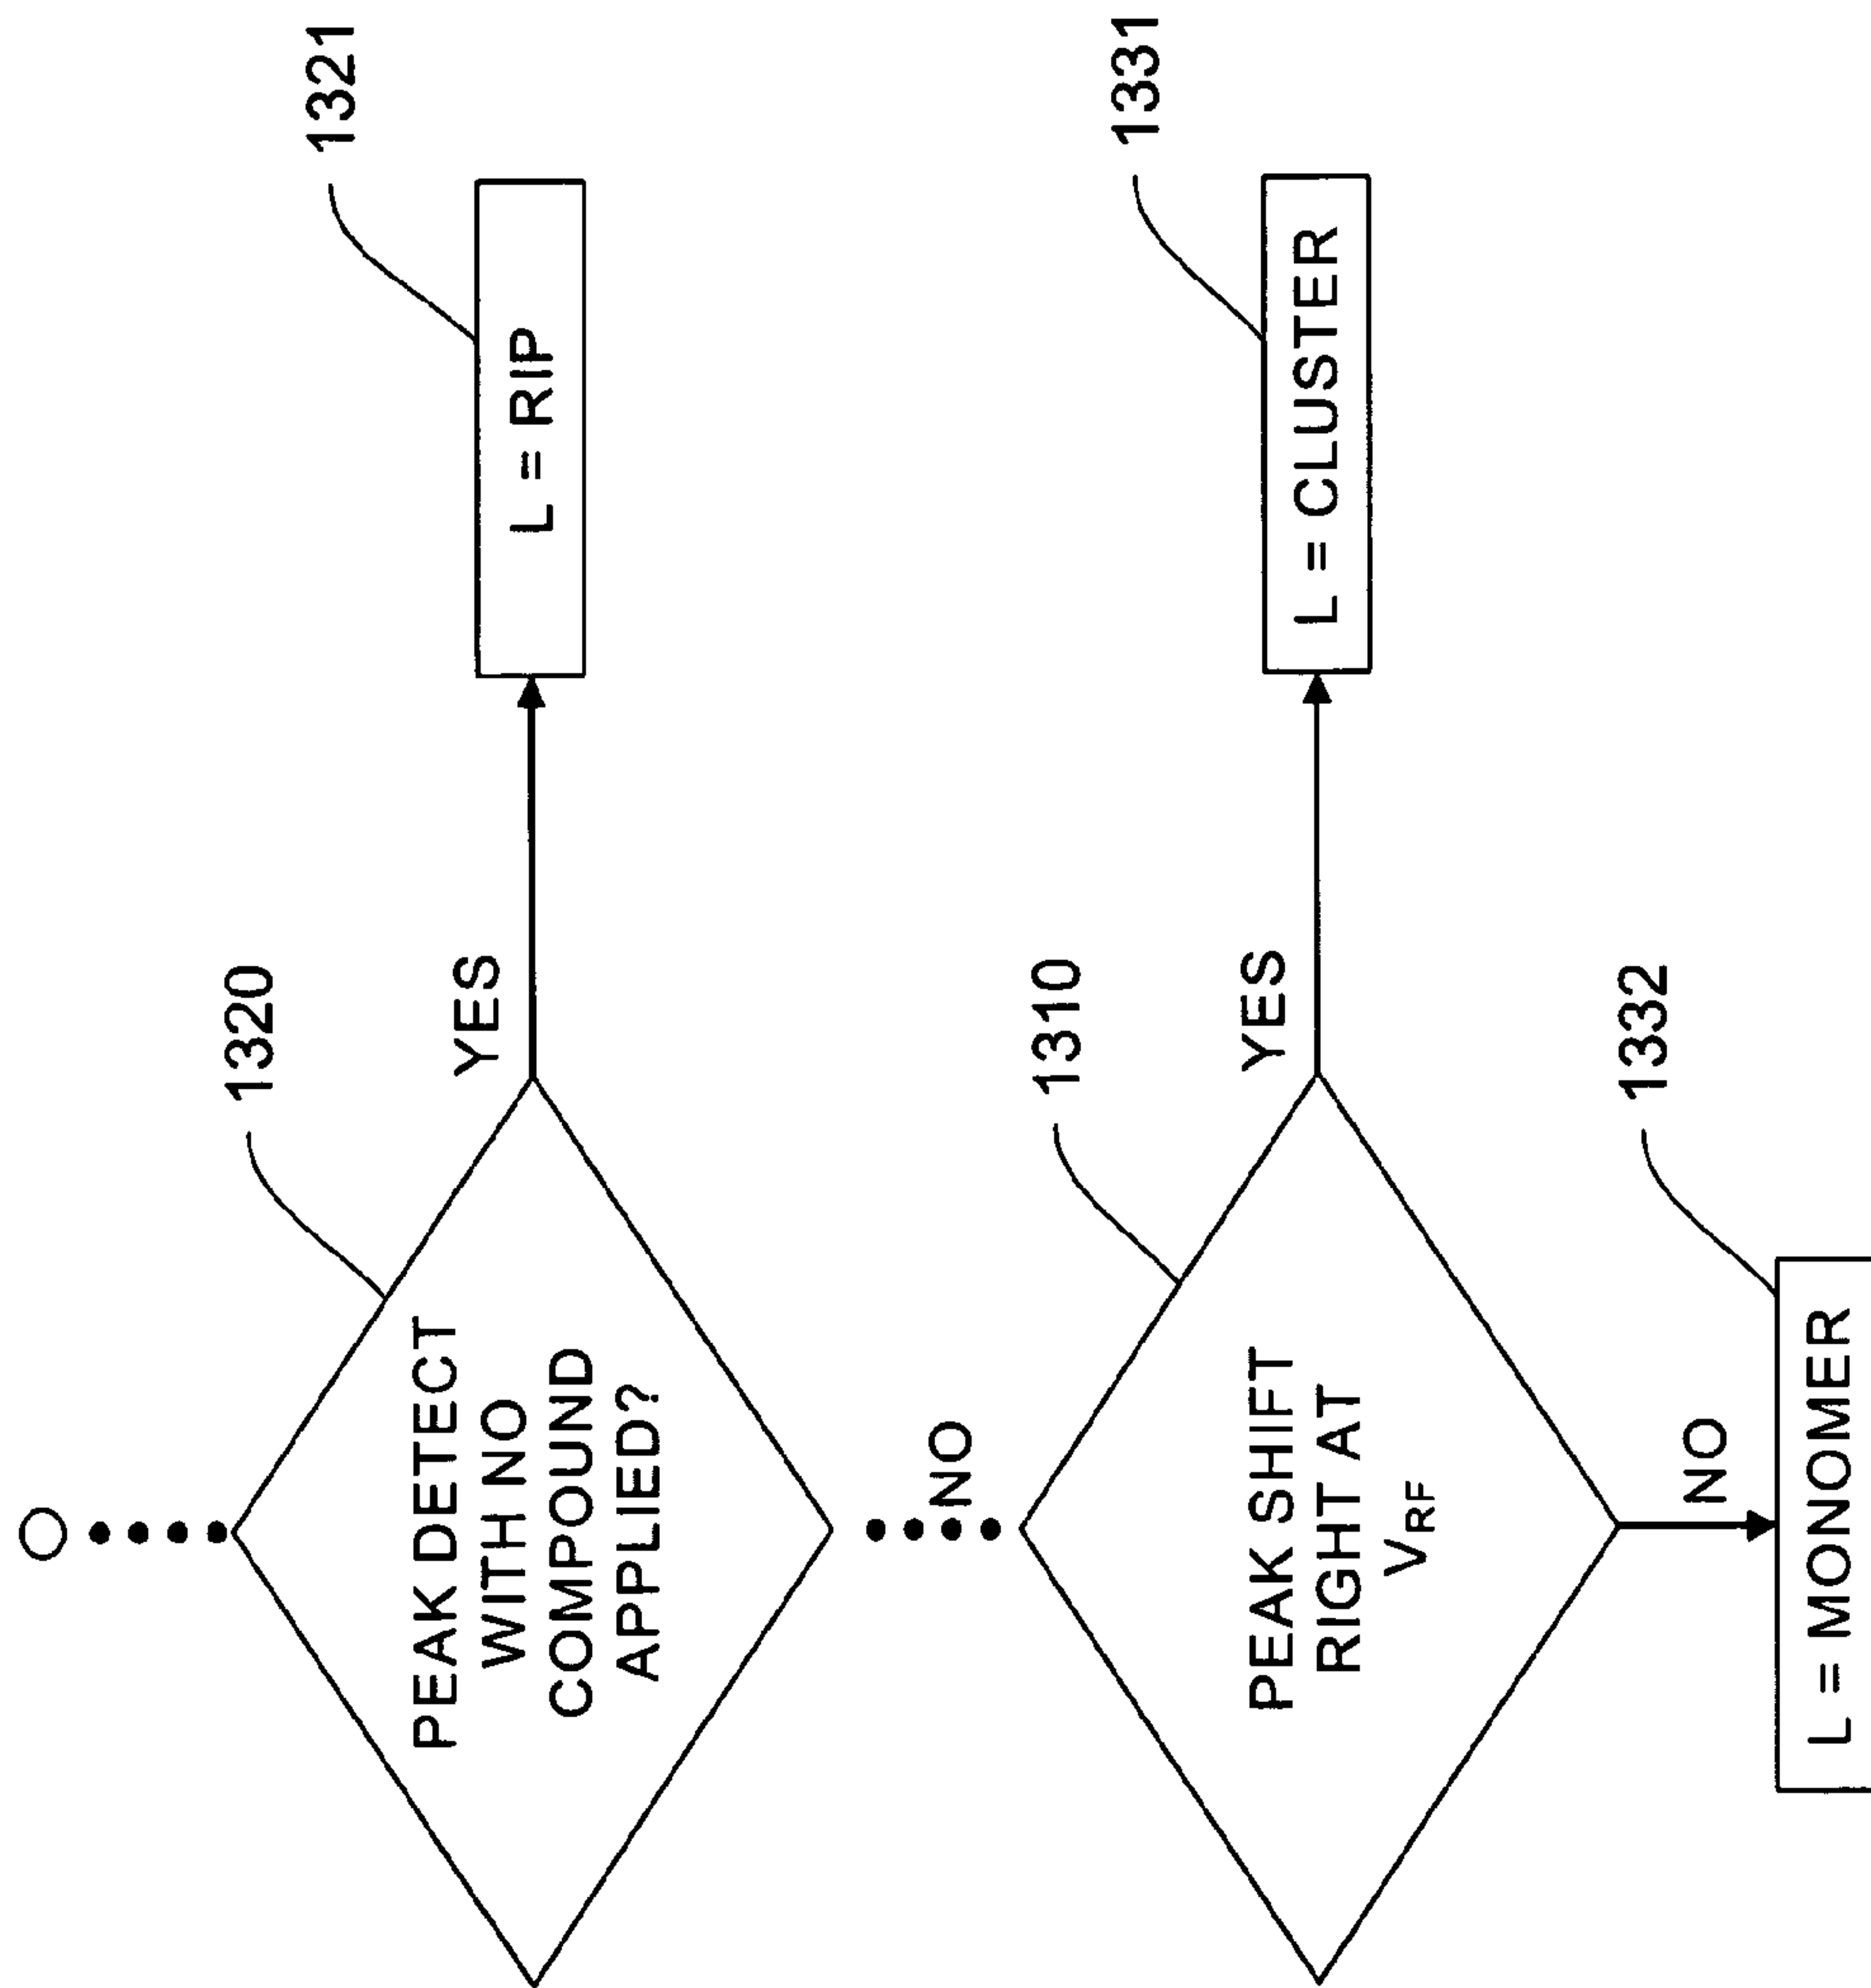 1320
PEAK DETECT
WITH NO
COMPOUND
APPLIED?
YES
1321
L = RIP
NO
1310
PEAK SHIFT
RIGHT AT
VRF
YES
1331
L = CLUSTER
NO
1332
L = MONOMER